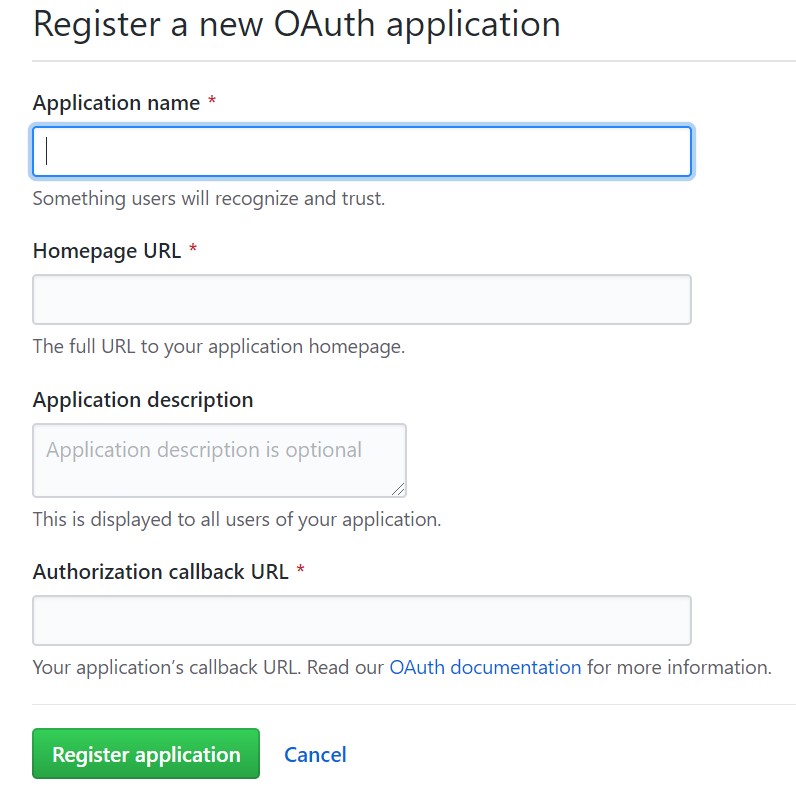 Register a new OAuth application
Application name *
Something users will recognize and trust.
Homepage URL *
The full URL to your application homepage.
Application description
Application description is optional
This is displayed to all users of your application.
Authorization callback URL *
Your application’s callback URL. Read our OAuth documentation for more information.
Register application Cancel